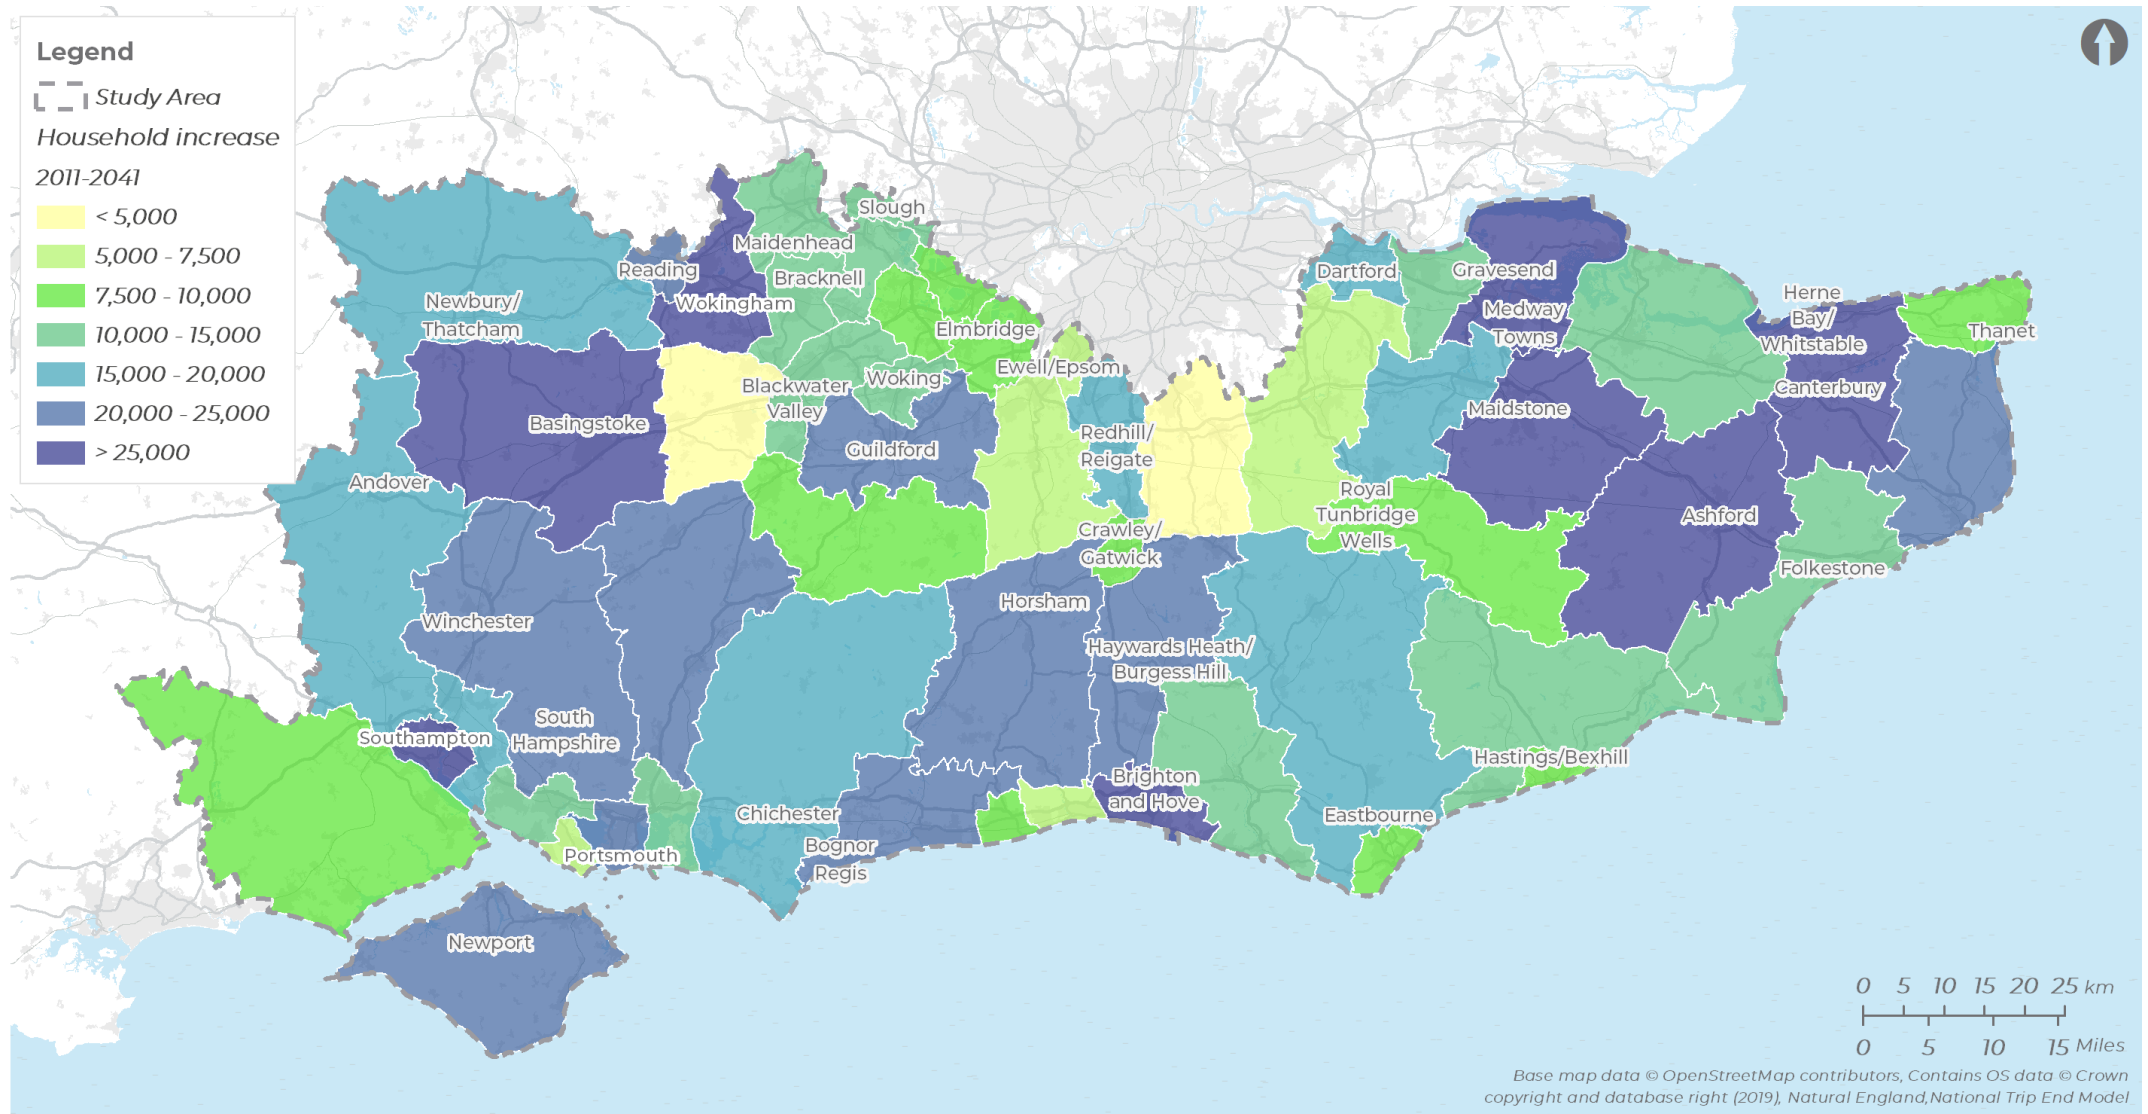 Legend
Study Area
Household increase
2011-2041
< 5,000
5,000 - 7,500
7,500 - 10,000
10,000 - 15,000
15,000 - 20,000
20,000 - 25,000
> 25,000
Slough
Maidenhead
Reading
Bracknell
Wokingham
Newbury/
Thatcham
Elmbridge
Ewell/Epsom
Dartford
Gravesend
Medway
Towns
Herne
Bay/
Whitstable
Thanet
Blackwater
Valley
Woking
Canterbury
Basingstoke
Guildford
Redhill/
Reigate
Maidstone
Andover
Royal
Tunbridge
Wells
Ashford
Crawley/
Gatwick
Folkestone
Horsham
Winchester
Haywards Heath/
Burgess Hill
South
Hampshire
Southampton
Hastings/Bexhill
Brighton
and Hove
Chichester
Eastbourne
Bognor
Regis
Portsmouth
Newport
0 5 10 15 20 25 km
0 5 10 15 Miles
Base map data © OpenStreetMap contributors, Contains OS data © Crown
copyright and database right (2019), Natural England,National Trip End Model